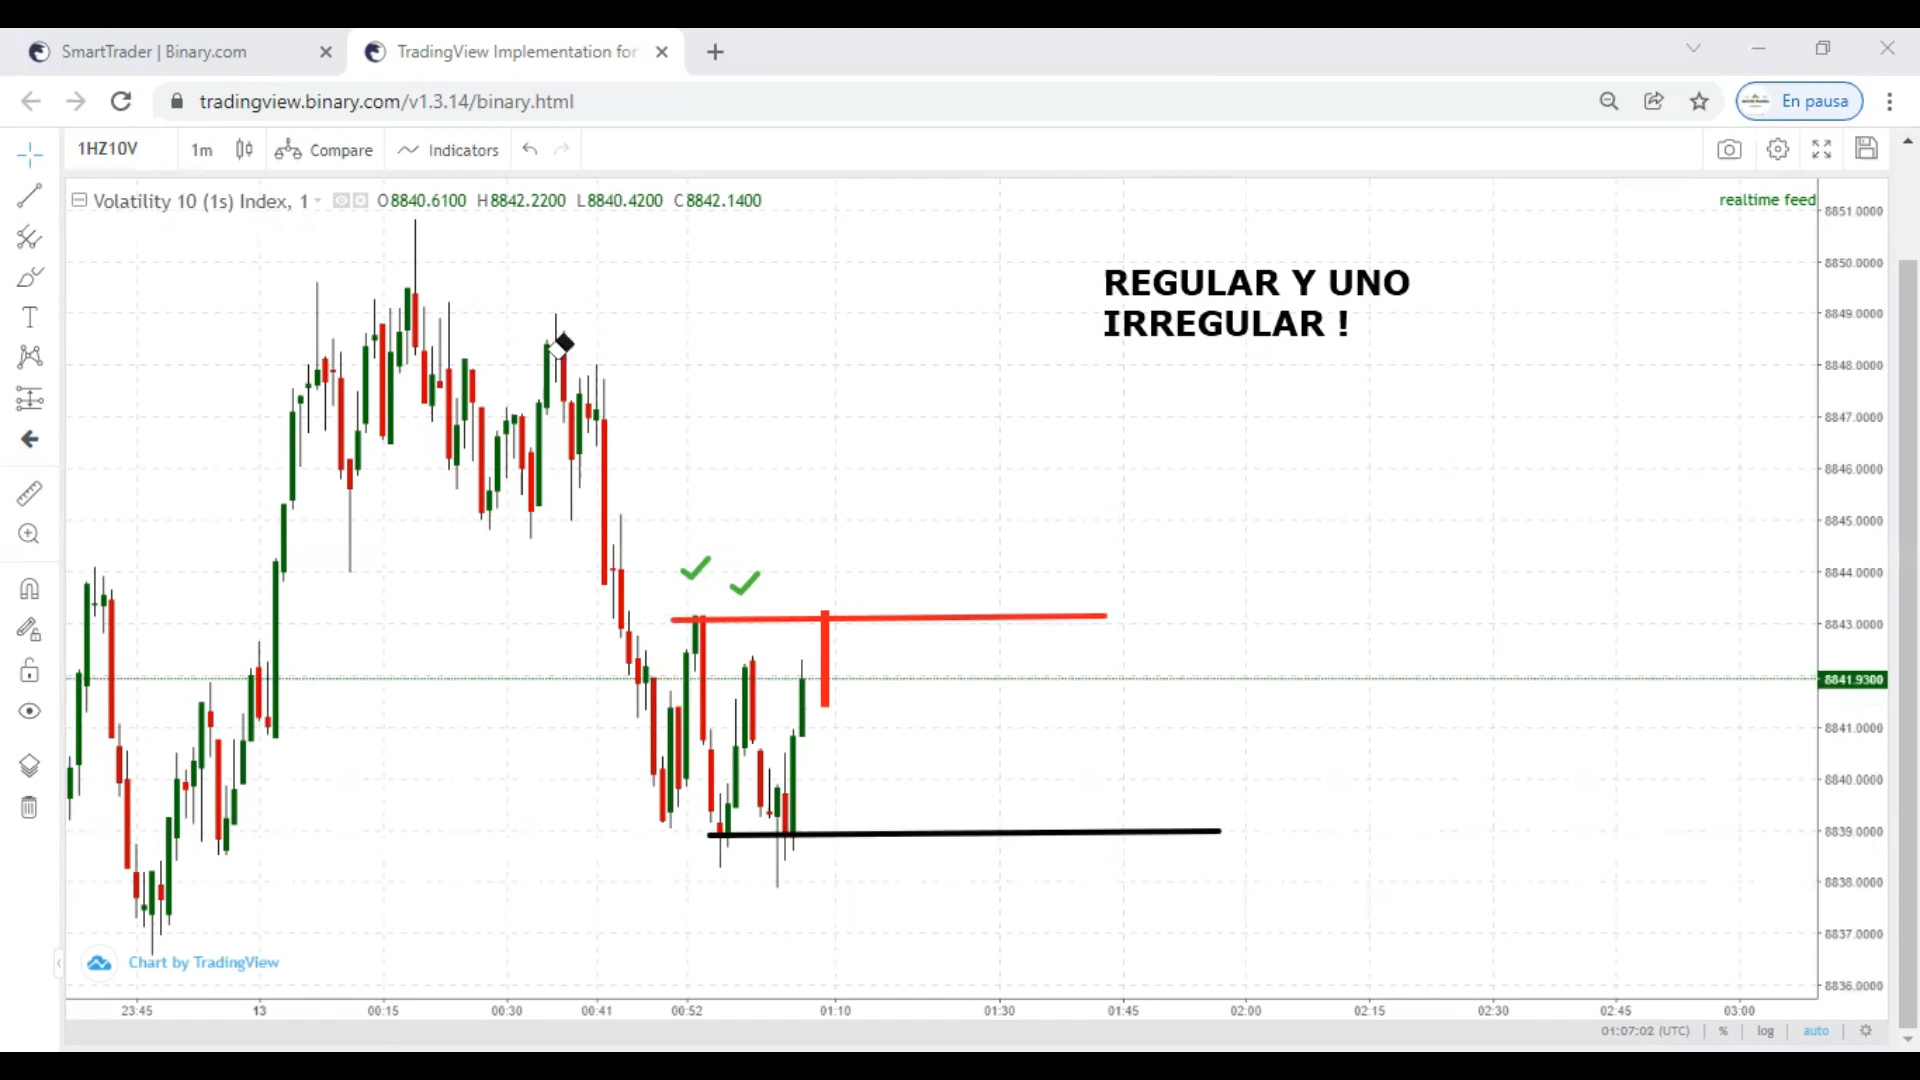 SmartTrader | Binary.com
TradingView Implementation for
tradingview.binary.com/v1.3.14/binary.html
En pausa
1HZ10V
1m
Compare
Indicators
Volatility 10 (1s) Index, 1
O8840.6100 H8842.2200 L8840.4200 C8842.1400
realtime feed
REGULAR Y UNO
IRREGULAR !
8851.0000
8850.0000
8849.0000
8848.0000
8847.0000
8846.0000
8845.0000
8844.0000
8843.0000
8841.9300
8841.0000
8840.0000
8839.0000
8838.0000
8837.0000
8836.0000
Chart by TradingView
23:45 13 00:15 00:30 00:41 00:52 01:10 01:30 01:45 02:00 02:15 02:30 02:45 03:00
01:07:02 (UTC) % log auto